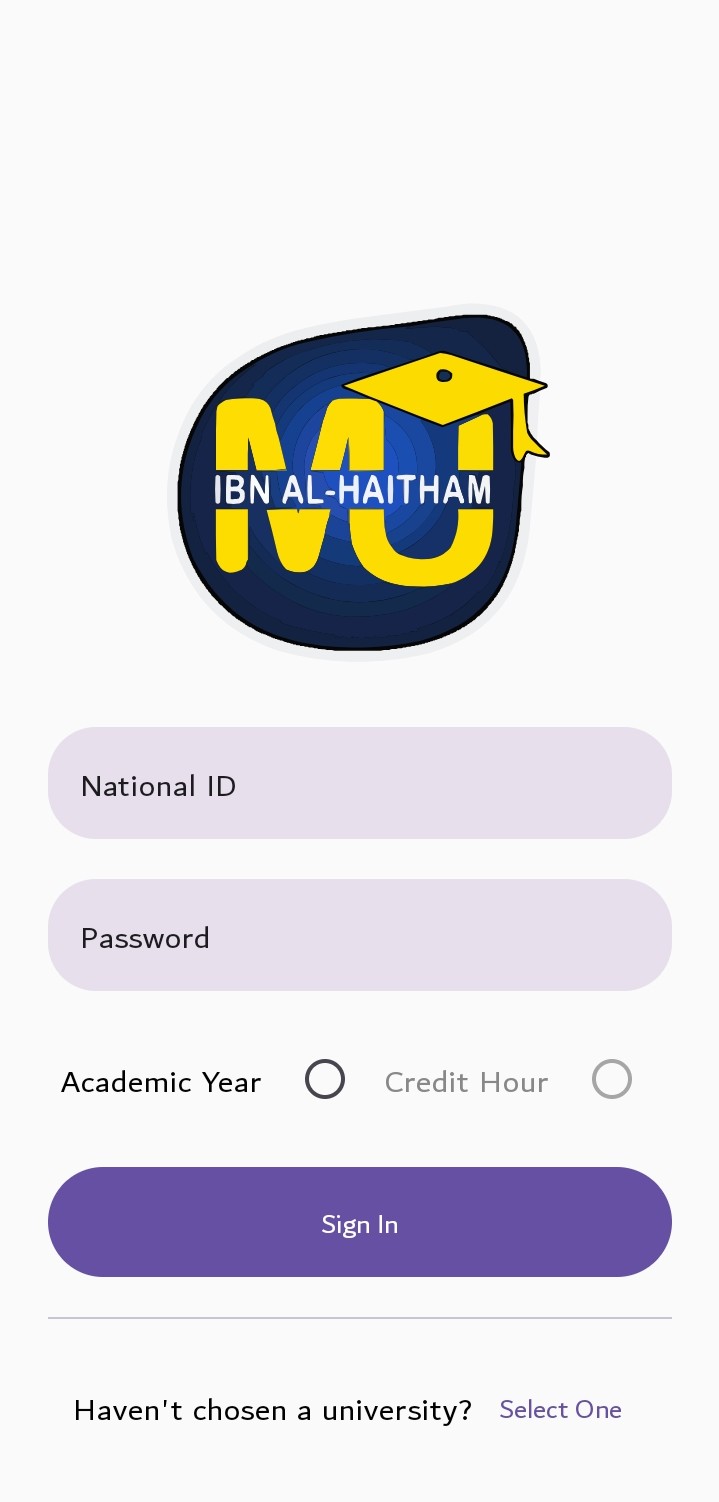 MU
IBN AL-HAITHAM
National ID
Password
Academic Year Credit Hour
Sign In
Haven't chosen a university? Select One